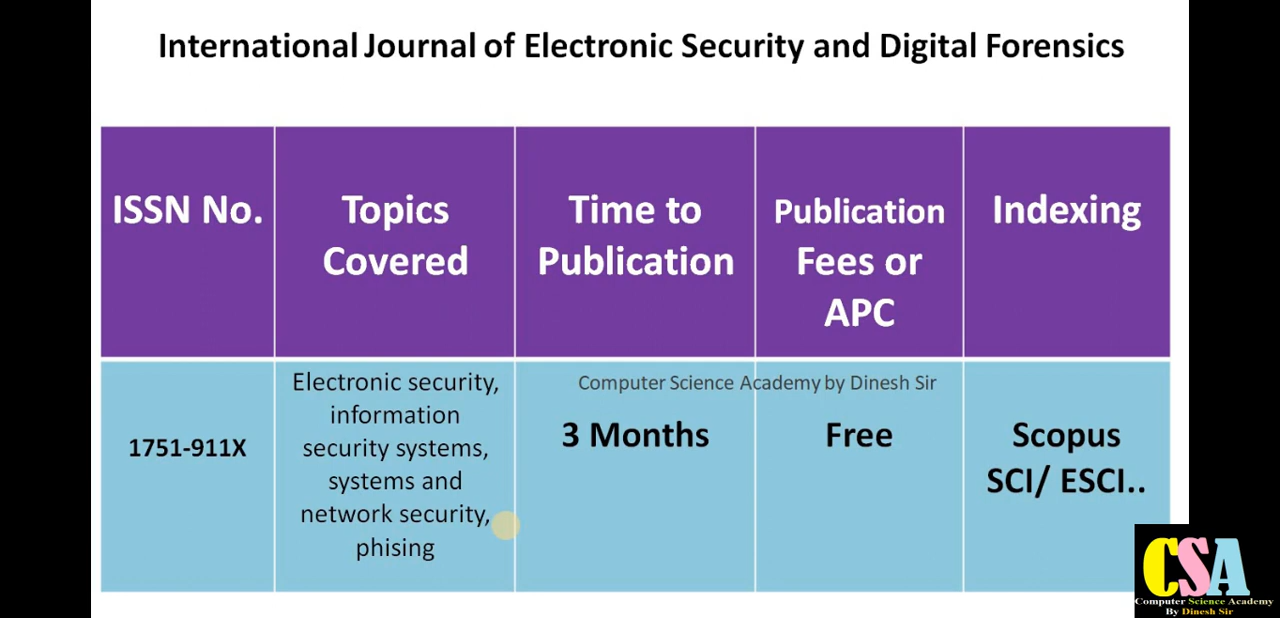 International Journal of Electronic Security and Digital Forensics
ISSN No.
Topics
Covered
Time to
Publication
Publication
Fees or
APC
Indexing
1751-911X
Electronic security,
information
security systems,
systems and
network security,
phising
Computer Science Academy by Dinesh Sir
3 Months
Free
Scopus
SCI/ ESCI..
CSA
Computer Science Academy
By Dinesh Sir